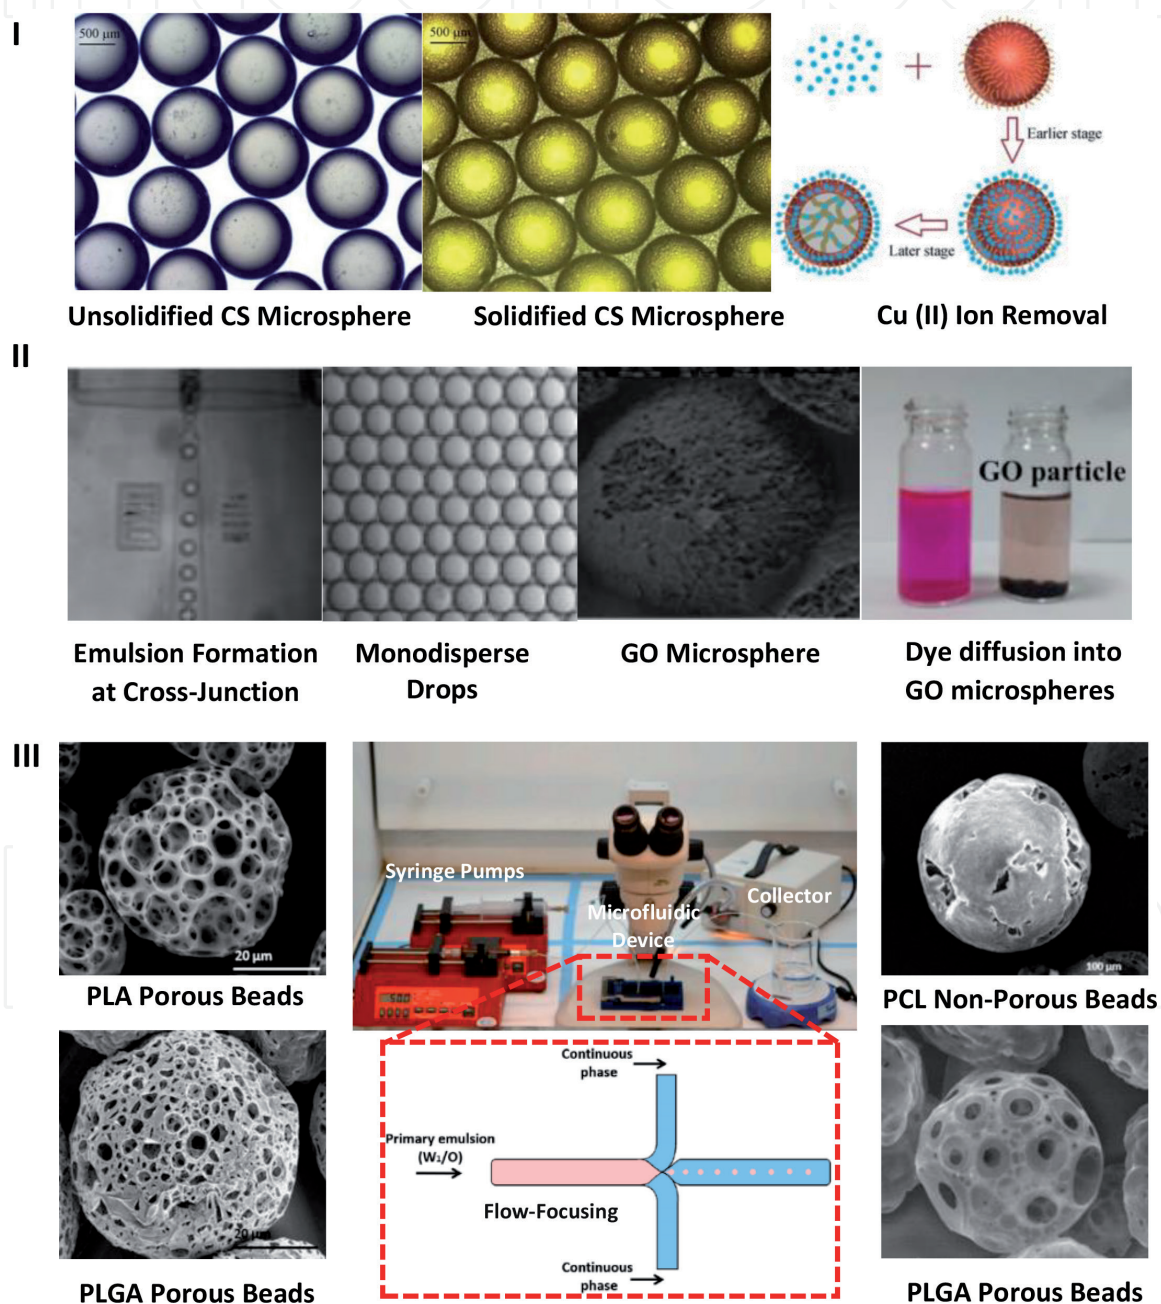 I
500 µm
500 µm
Earlier stage
Later stage
Unsolidified CS Microsphere
Solidified CS Microsphere
Cu (II) Ion Removal
II
GO particle
Emulsion Formation
at Cross-Junction
Monodisperse
Drops
GO Microsphere
Dye diffusion into
GO microspheres
III
Syringe Pumps
Collector
Microfluidic
Device
20 µm
100 µm
PLA Porous Beads
PCL Non-Porous Beads
Continuous
phase
Primary emulsion
(W₁/O)
Flow-Focusing
Continuous
phase
20 µm
PLGA Porous Beads
PLGA Porous Beads